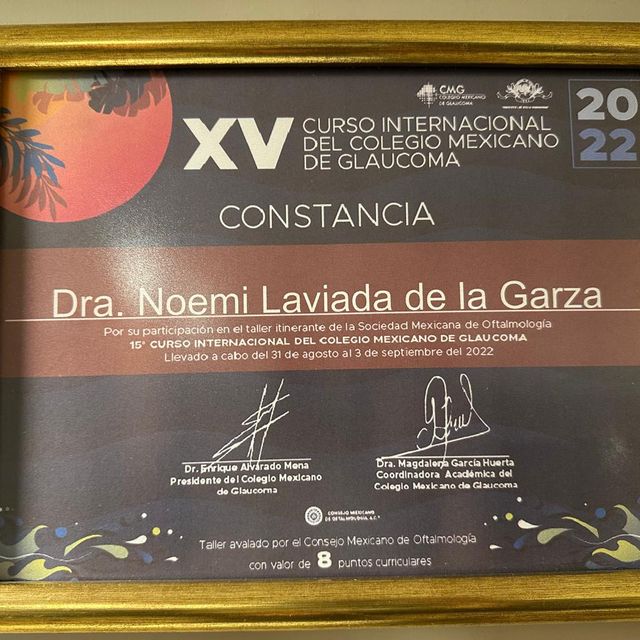 CMG
COLEGIO MEXICANO
DE GLAUCOMA
2022
XV CURSO INTERNACIONAL
DEL COLEGIO MEXICANO
DE GLAUCOMA
CONSTANCIA
Dra. Noemi Laviada de la Garza
Por su participación en el taller itinerante de la Sociedad Mexicana de Oftalmología
15° CURSO INTERNACIONAL DEL COLEGIO MEXICANO DE GLAUCOMA
Llevado a cabo del 31 de agosto al 3 de septiembre del 2022
Dr. Enrique Alvarado Mena
Presidente del Colegio Mexicano
de Glaucoma
Dra. Magdalena García Huerta
Coordinadora Académica del
Colegio Mexicano de Glaucoma
CONSEJO MEXICANO
DE OFTALMOLOGÍA, A.C.
Taller avalado por el Consejo Mexicano de Oftalmología
con valor de 8 puntos curriculares